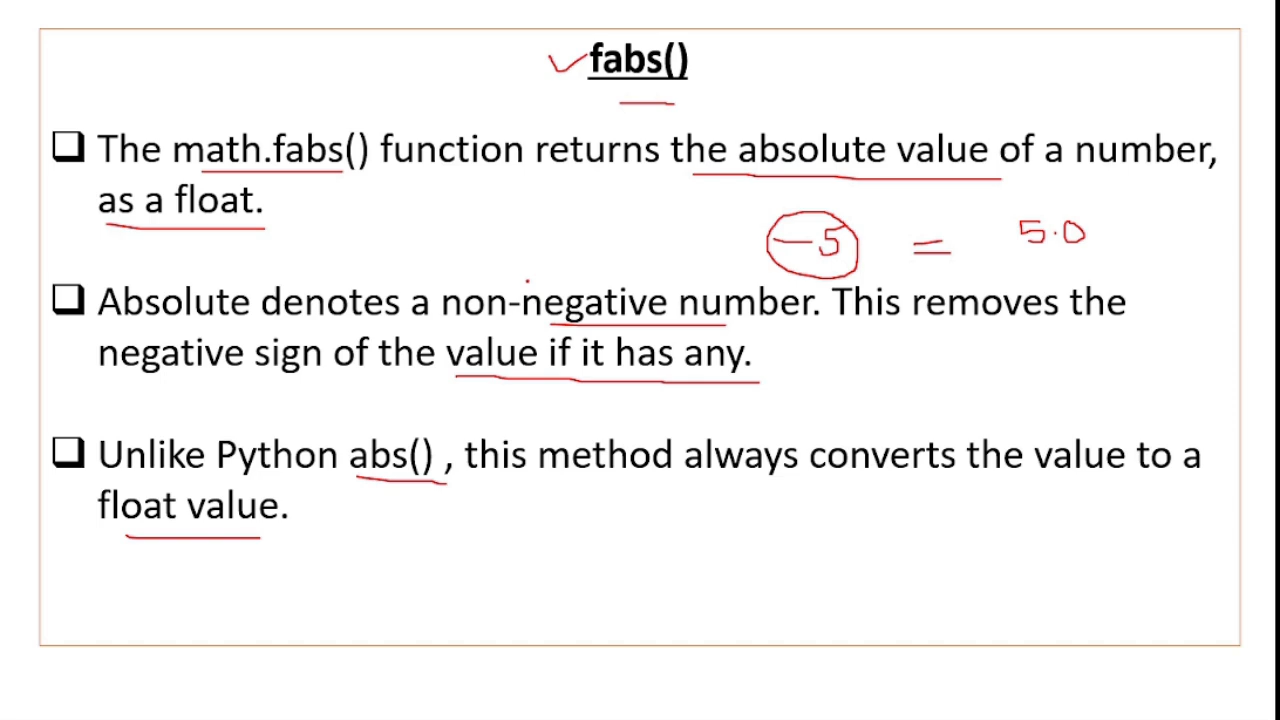 fabs()
The math.fabs() function returns the absolute value of a number,
as a float.
-5 = 5.0
Absolute denotes a non-negative number. This removes the
negative sign of the value if it has any.
Unlike Python abs() , this method always converts the value to a
float value.